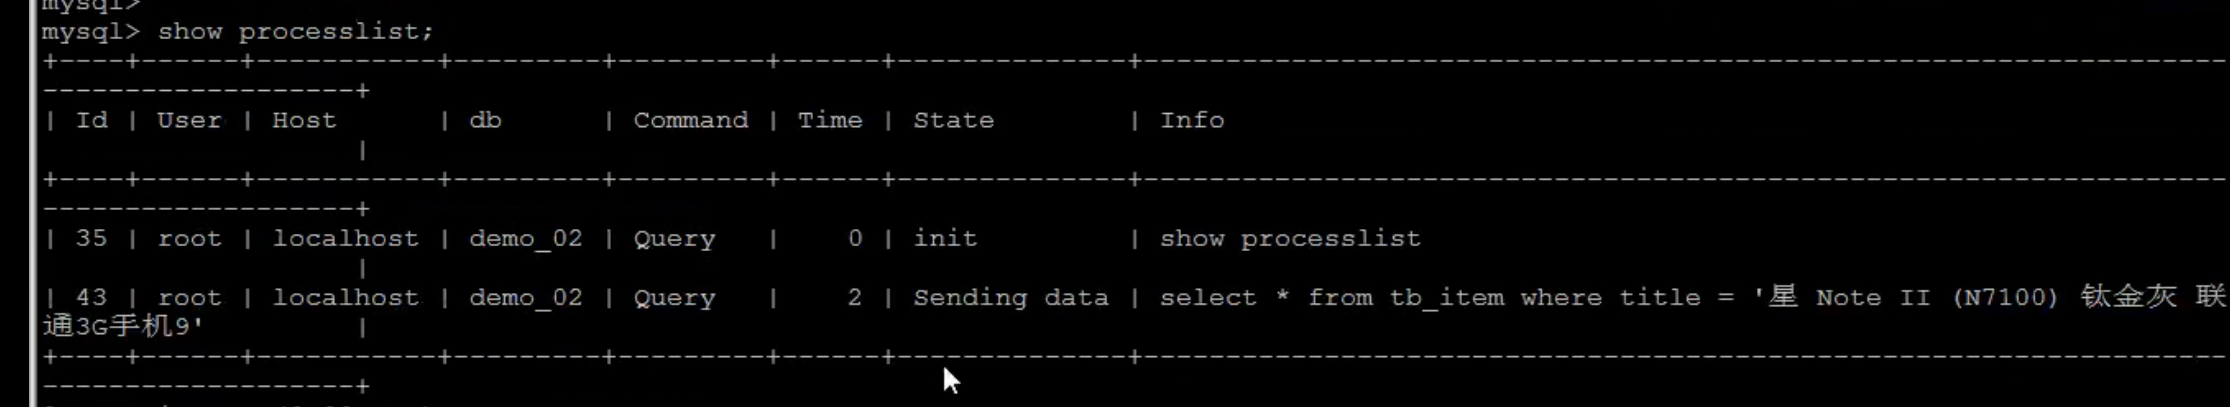 mysql>
mysql> show processlist;
+----+------+-----------+---------+---------+------+--------------+------------------------------------------------------------------
-------------------+
| Id | User | Host      | db      | Command | Time | State        | Info
                   |
+----+------+-----------+---------+---------+------+--------------+------------------------------------------------------------------
-------------------+
| 35 | root | localhost | demo_02 | Query   |    0 | init         | show processlist
                   |
| 43 | root | localhost | demo_02 | Query   |    2 | Sending data | select * from tb_item where title = '星 Note II (N7100) 钛金灰 联
通3G手机9'          |
+----+------+-----------+---------+---------+------+--------------+------------------------------------------------------------------
-------------------+